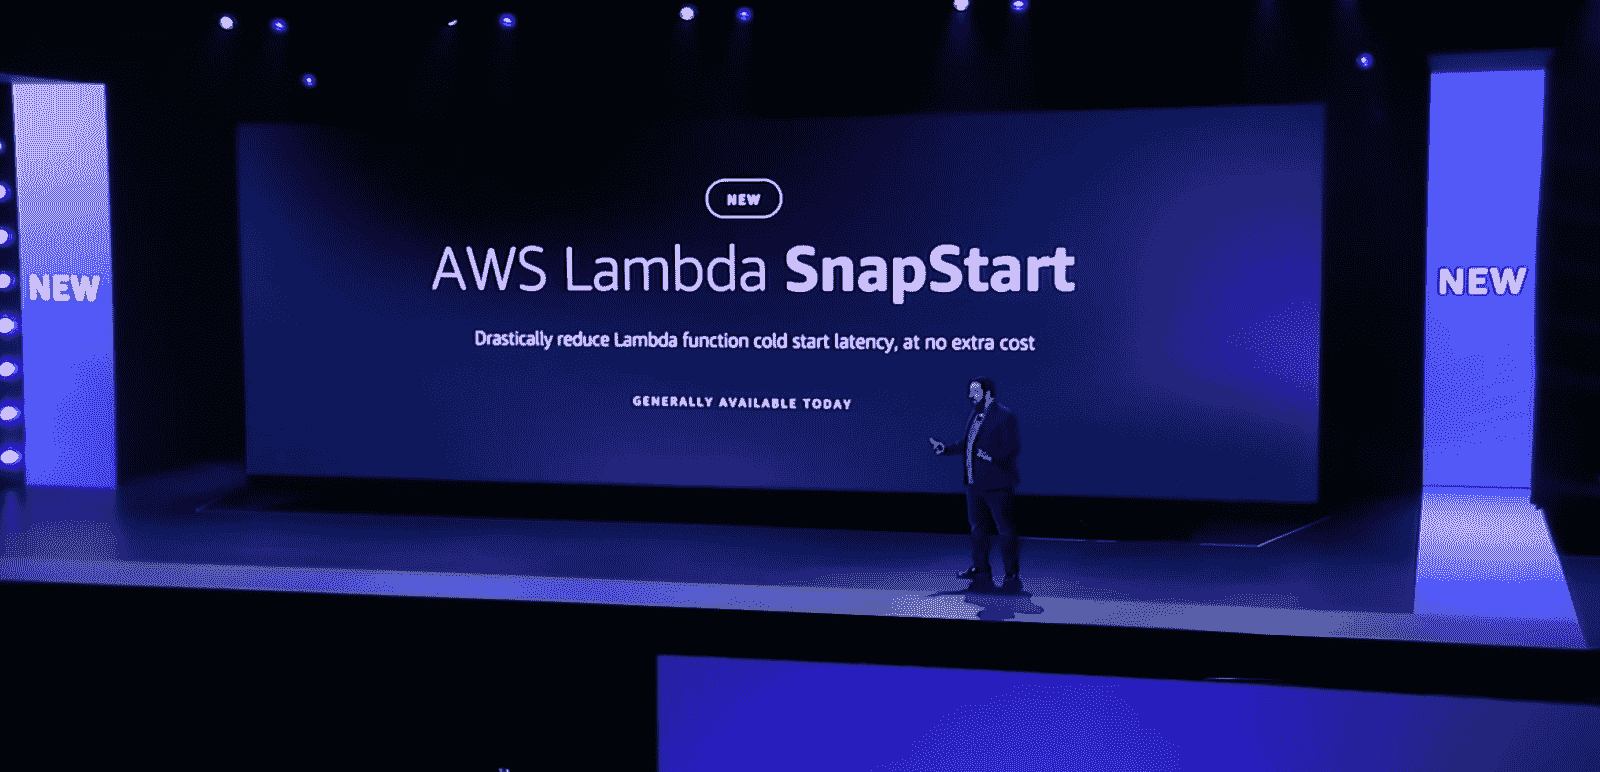 NEW
AWS Lambda SnapStart
Drastically reduce Lambda function cold start latency, at no extra cost
GENERALLY AVAILABLE TODAY
NEW
NEW